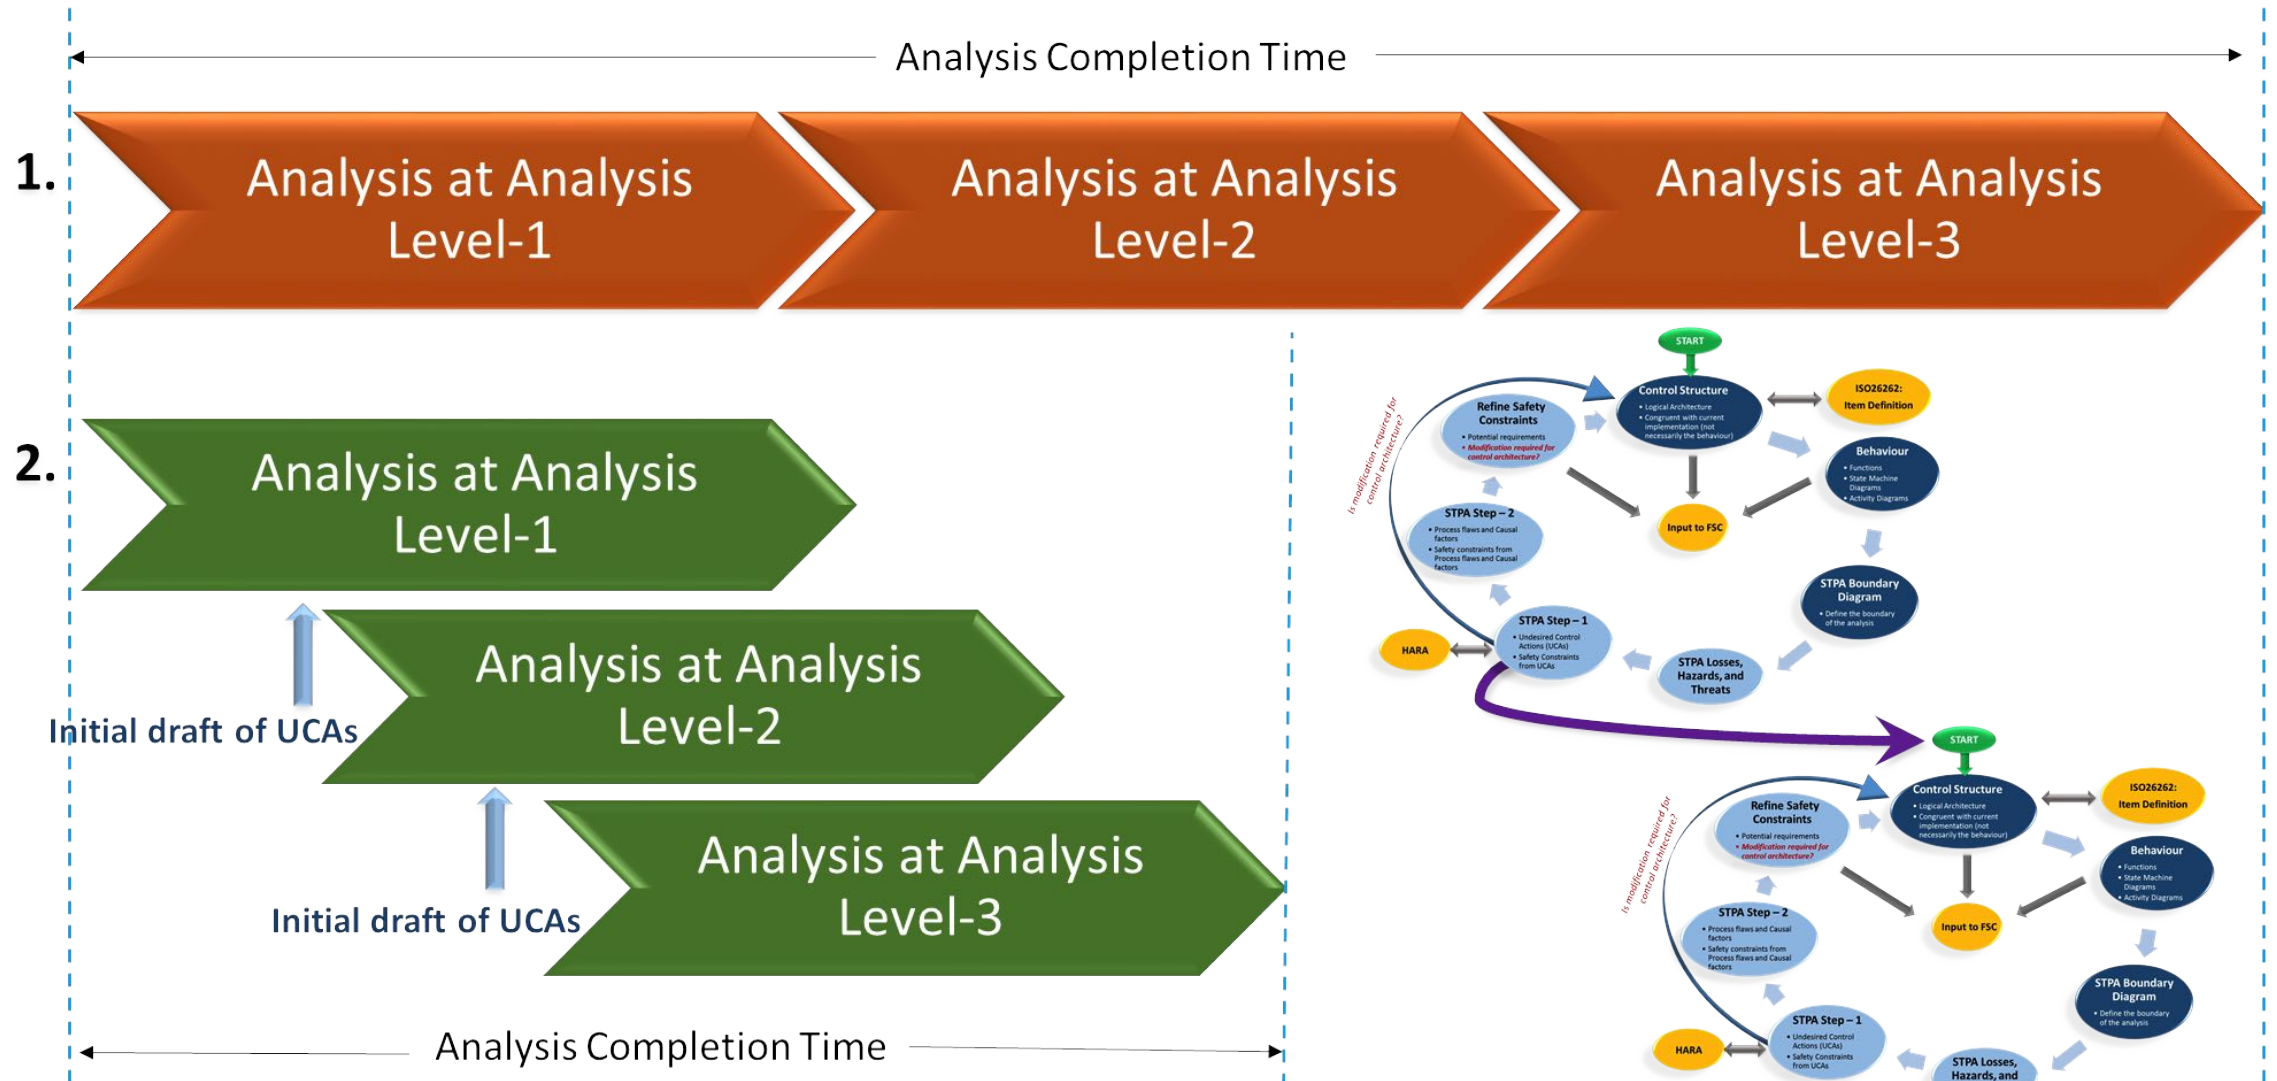 Analysis Completion Time
1.
Analysis at Analysis
Level-1
Analysis at Analysis
Level-2
Analysis at Analysis
Level-3
2.
Analysis at Analysis
Level-1
Initial draft of UCAs
Analysis at Analysis
Level-2
Initial draft of UCAs
Analysis at Analysis
Level-3
Analysis Completion Time
START
Control Structure
• Logical Architecture
• Congruent with current
implementation (not
necessarily the behaviour)
ISO26262:
Item Definition
Behaviour
• Functions
• State Machine
Diagrams
• Activity Diagrams
Input to FSC
STPA Boundary
Diagram
• Define the boundary
of the analysis
STPA Losses,
Hazards, and
Threats
STPA Step – 1
• Undesired Control
Actions (UCAs)
• Safety Constraints
from UCAs
HARA
STPA Step – 2
• Process flaws and Causal
factors
• Safety constraints from
Process flaws and Causal
factors
Refine Safety
Constraints
• Potential requirements
• Modification required for
control architecture?
Is modification required for
control architecture?
START
Control Structure
• Logical Architecture
• Congruent with current
implementation (not
necessarily the behaviour)
ISO26262:
Item Definition
Behaviour
• Functions
• State Machine
Diagrams
• Activity Diagrams
Input to FSC
STPA Boundary
Diagram
• Define the boundary
of the analysis
STPA Losses,
Hazards, and
STPA Step – 1
• Undesired Control
Actions (UCAs)
• Safety Constraints
from UCAs
HARA
STPA Step – 2
• Process flaws and Causal
factors
• Safety constraints from
Process flaws and Causal
factors
Refine Safety
Constraints
• Potential requirements
• Modification required for
control architecture?
Is modification required for
control architecture?